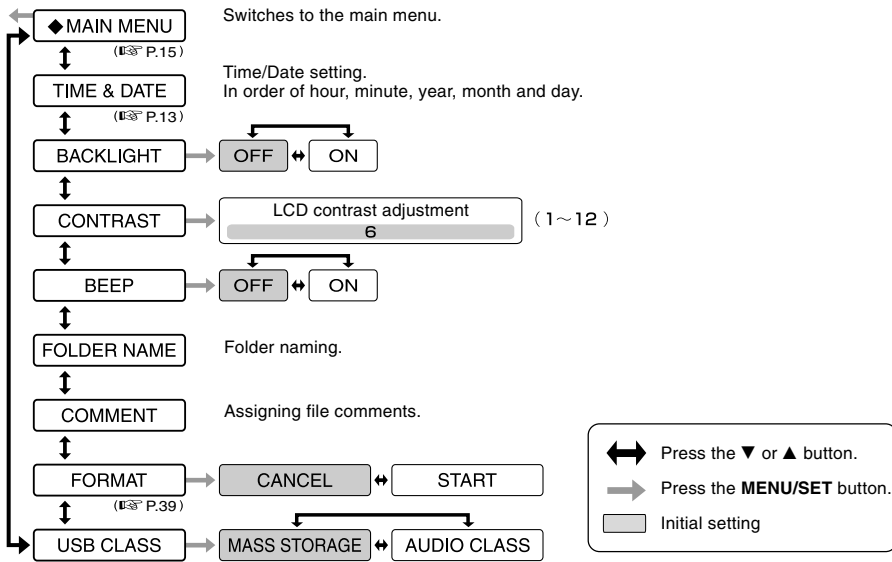 ◆MAIN MENU
Switches to the main menu.
(☞ P.15)
TIME & DATE
Time/Date setting.
In order of hour, minute, year, month and day.
(☞ P.13)
BACKLIGHT
OFF
ON
CONTRAST
LCD contrast adjustment
6
(1~12)
BEEP
OFF
ON
FOLDER NAME
Folder naming.
COMMENT
Assigning file comments.
FORMAT
CANCEL
START
(☞ P.39)
USB CLASS
MASS STORAGE
AUDIO CLASS
Press the ▼ or ▲ button.
Press the MENU/SET button.
Initial setting